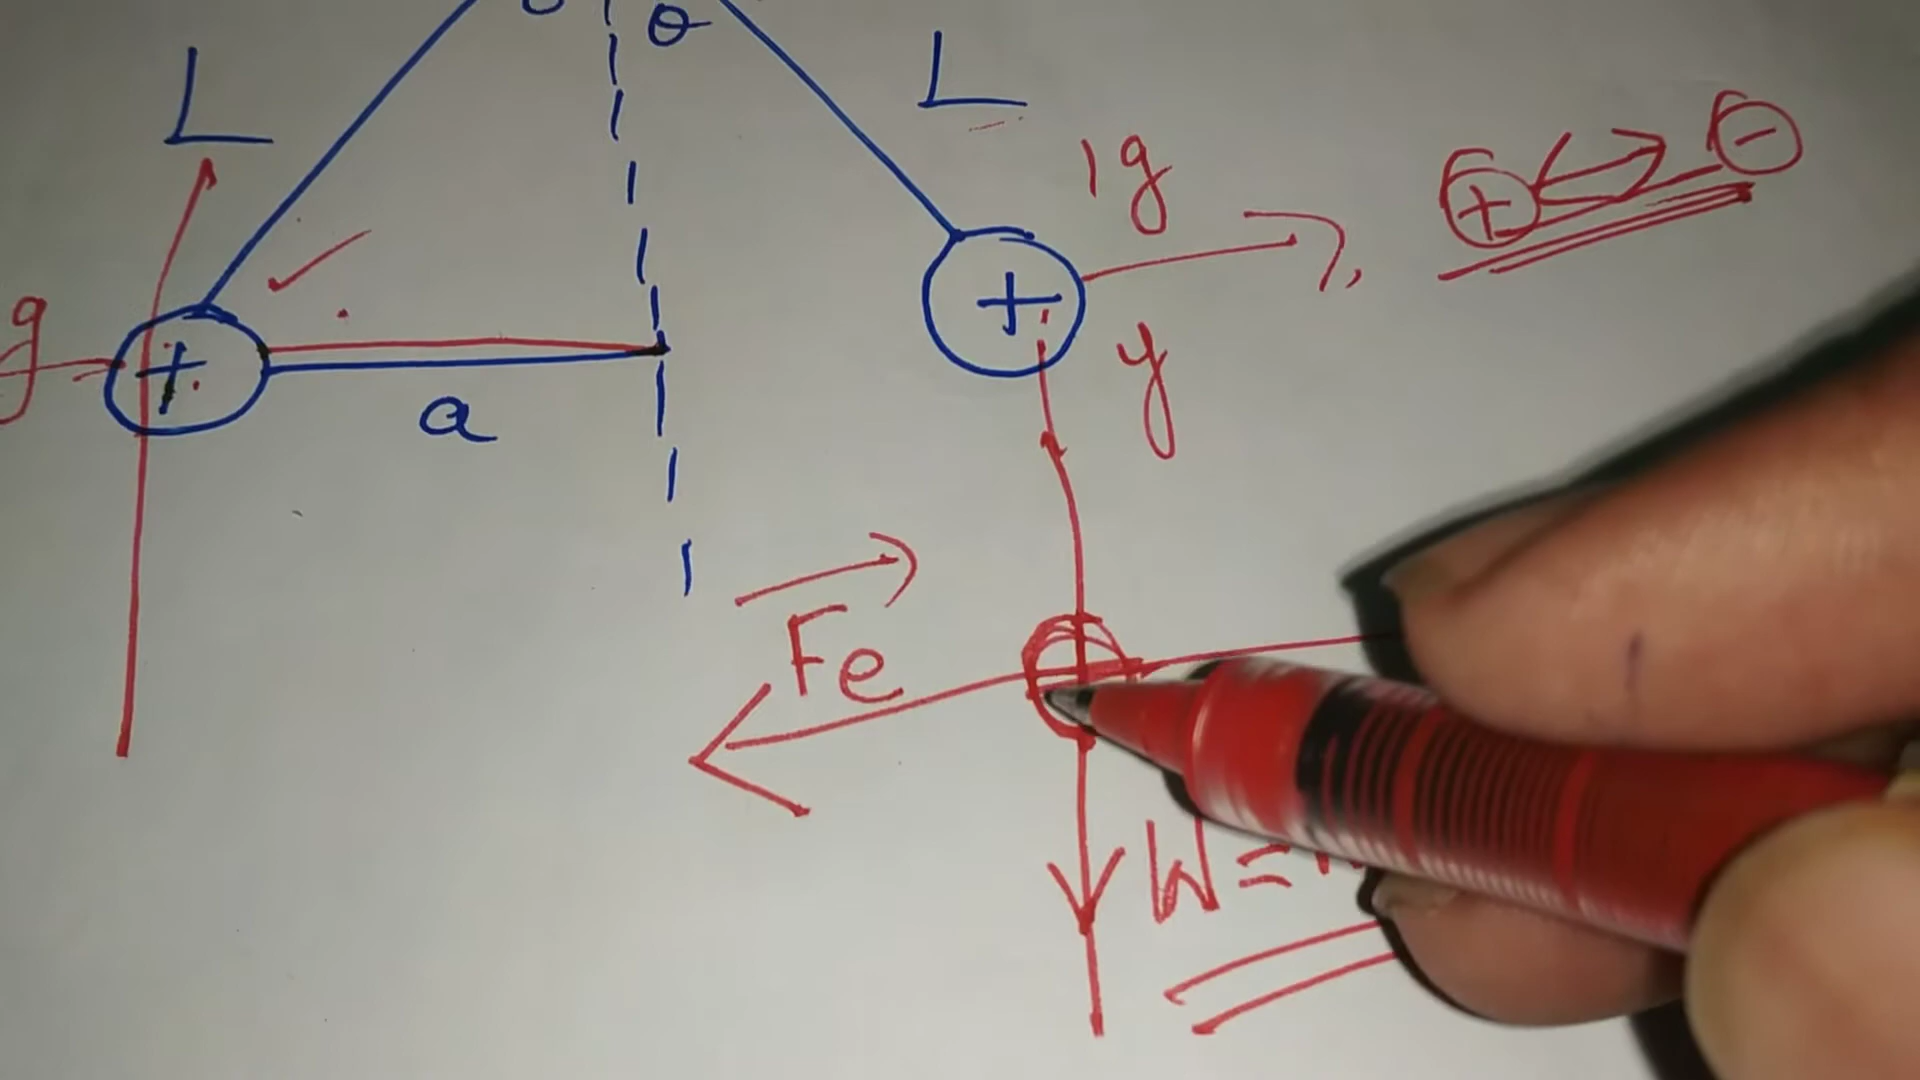 θ
L
L
1g
+
-
g
+
+
a
y
Fe
W =